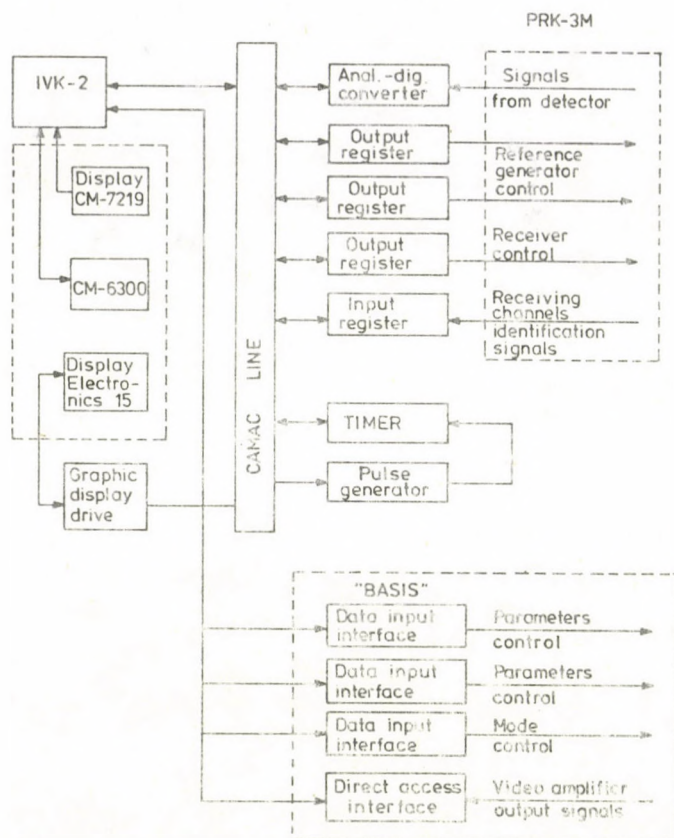 PRK-3M
IVK-2
Display
CM-7219
CM-6300
Display
Electro-
nics 15
Graphic
display
drive
CAMAC LINE
Anal.-dig.
converter
Signals
from detector
Output
register
Reference
generator
control
Output
register
Output
register
Receiver
control
Input
register
Receiving
channels
identification
signals
TIMER
Pulse
generator
"BASIS"
Data input
interface
Parameters
control
Data input
interface
Parameters
control
Data input
interface
Mode
control
Direct access
interface
Video amplifier
output signals